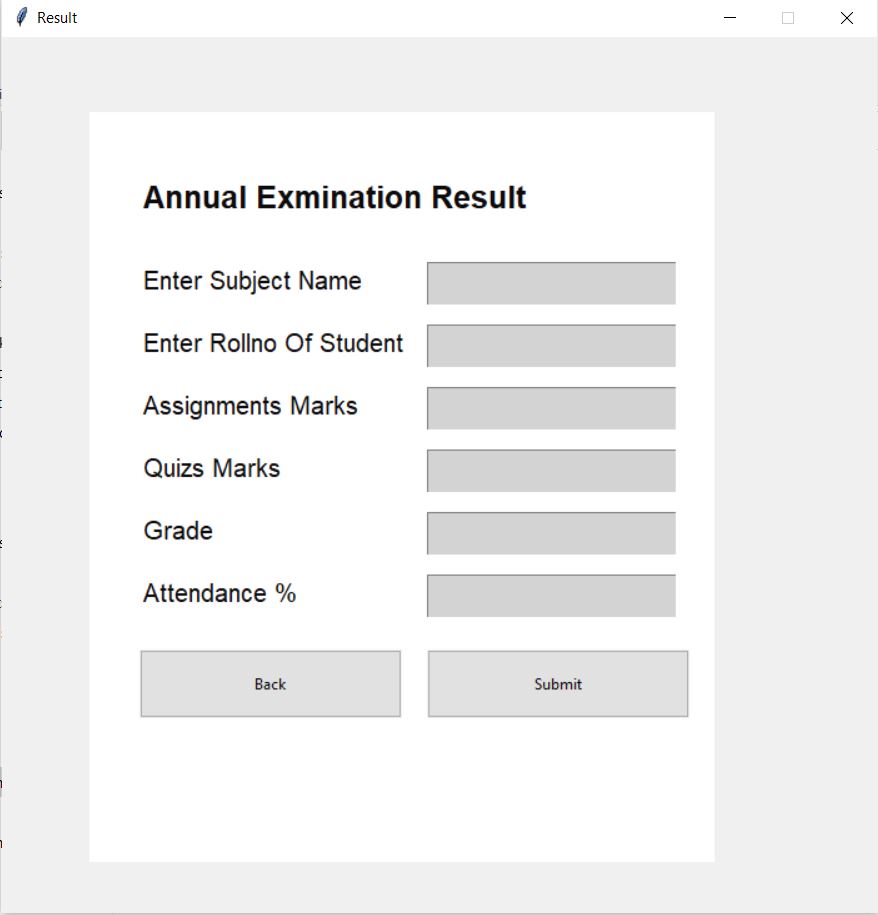 Result
Annual Exmination Result
Enter Subject Name
Enter Rollno Of Student
Assignments Marks
Quizs Marks
Grade
Attendance %
Back Submit